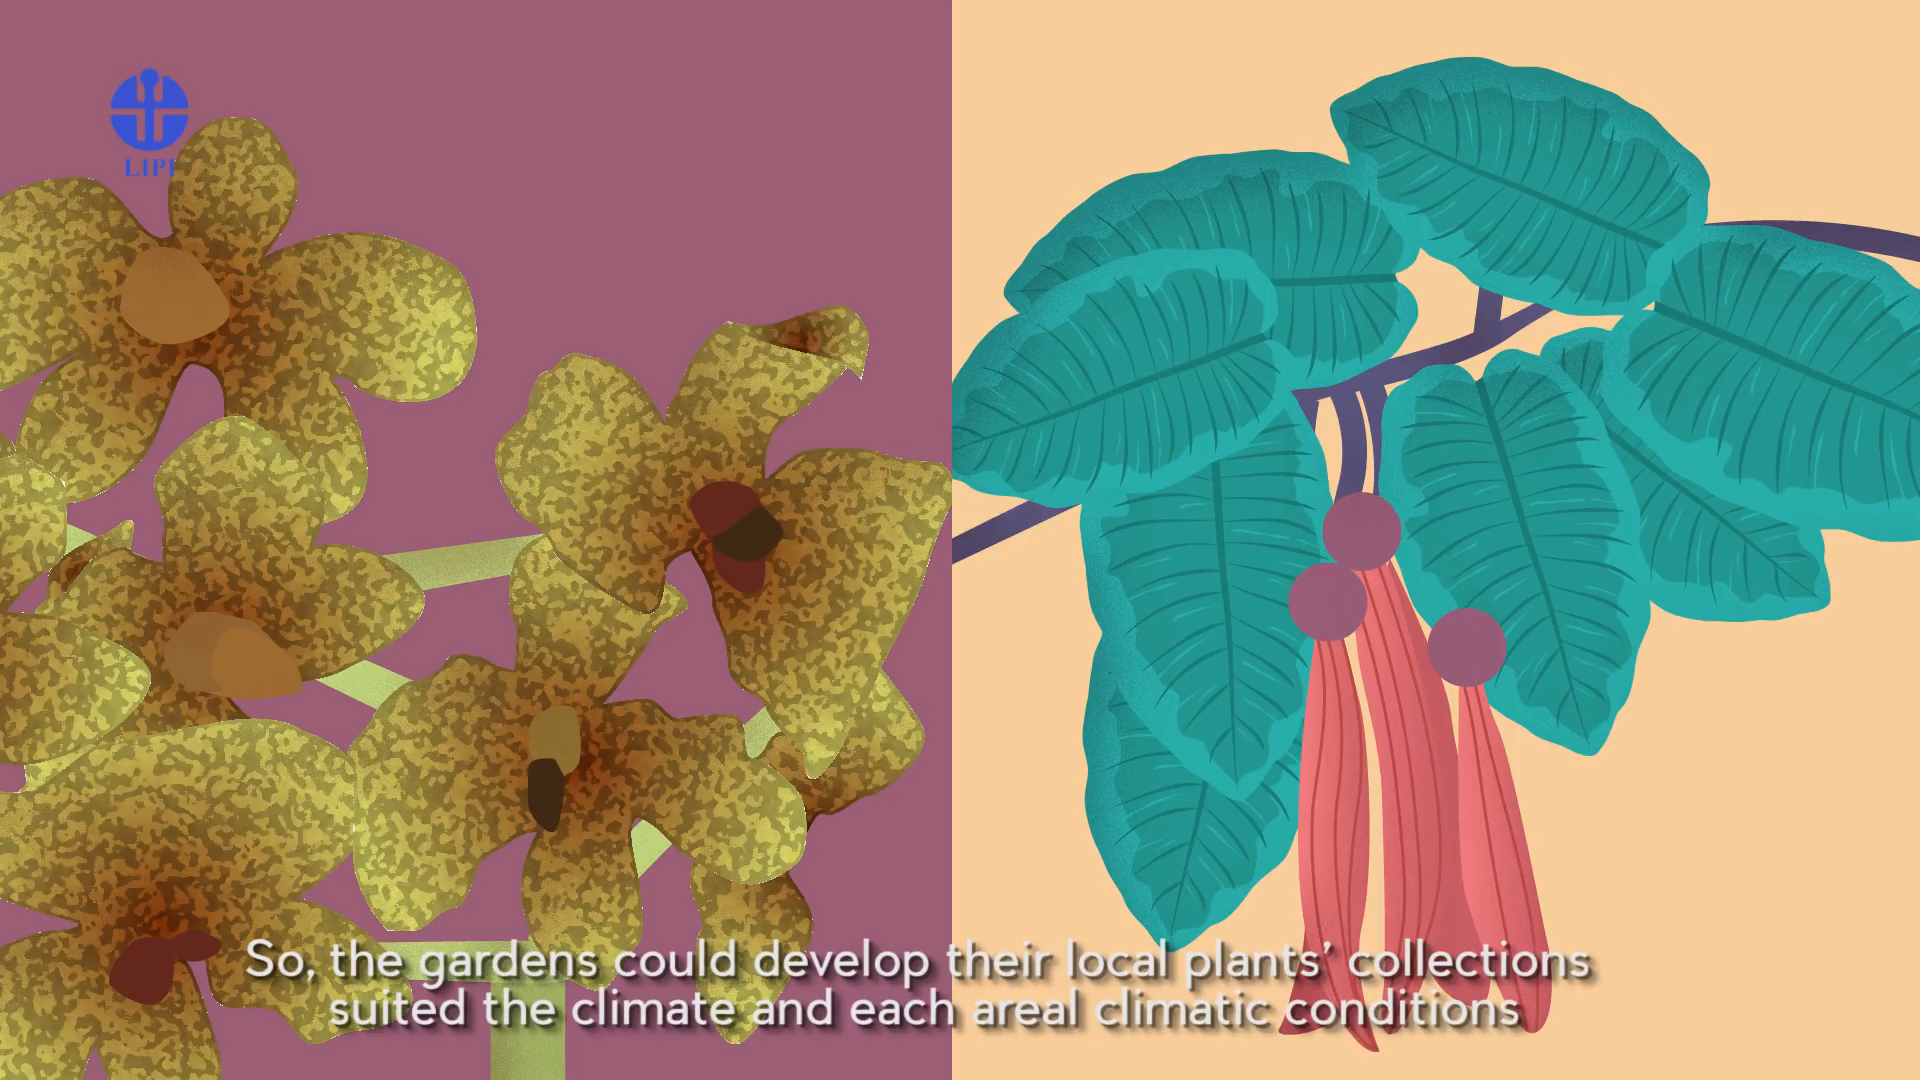 LIPI
So, the gardens could develop their local plants’ collections
suited the climate and each areal climatic conditions